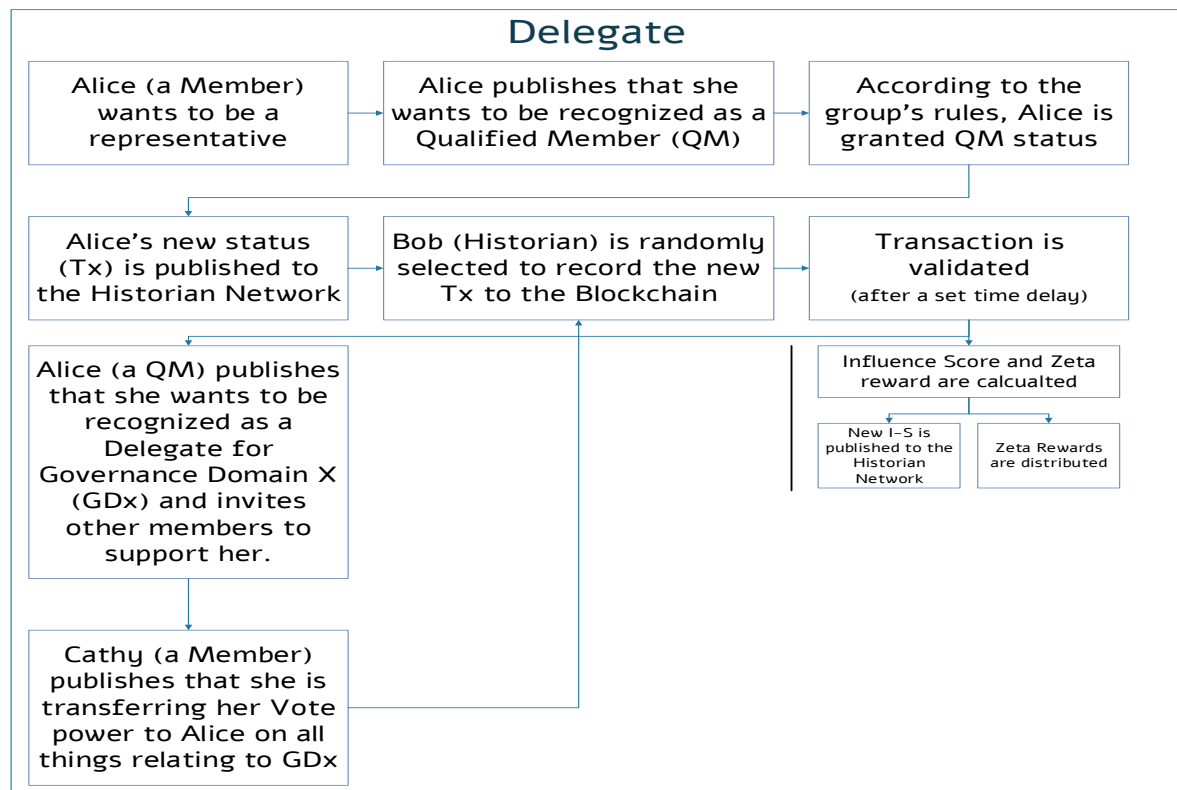 Delegate
Alice (a Member)
wants to be a
representative
Alice publishes that she
wants to be recognized as a
Qualified Member (QM)
According to the
group's rules, Alice is
granted QM status
Alice's new status
(Tx) is published to
the Historian Network
Bob (Historian) is randomly
selected to record the new
Tx to the Blockchain
Transaction is
validated
(after a set time delay)
Alice (a QM) publishes
that she wants to be
recognized as a
Delegate for
Governance Domain X
(GDx) and invites
other members to
support her.
Influence Score and Zeta
reward are calcualted
New I-S is
published to the
Historian
Network
Zeta Rewards
are distributed
Cathy (a Member)
publishes that she is
transferring her Vote
power to Alice on all
things relating to GDx